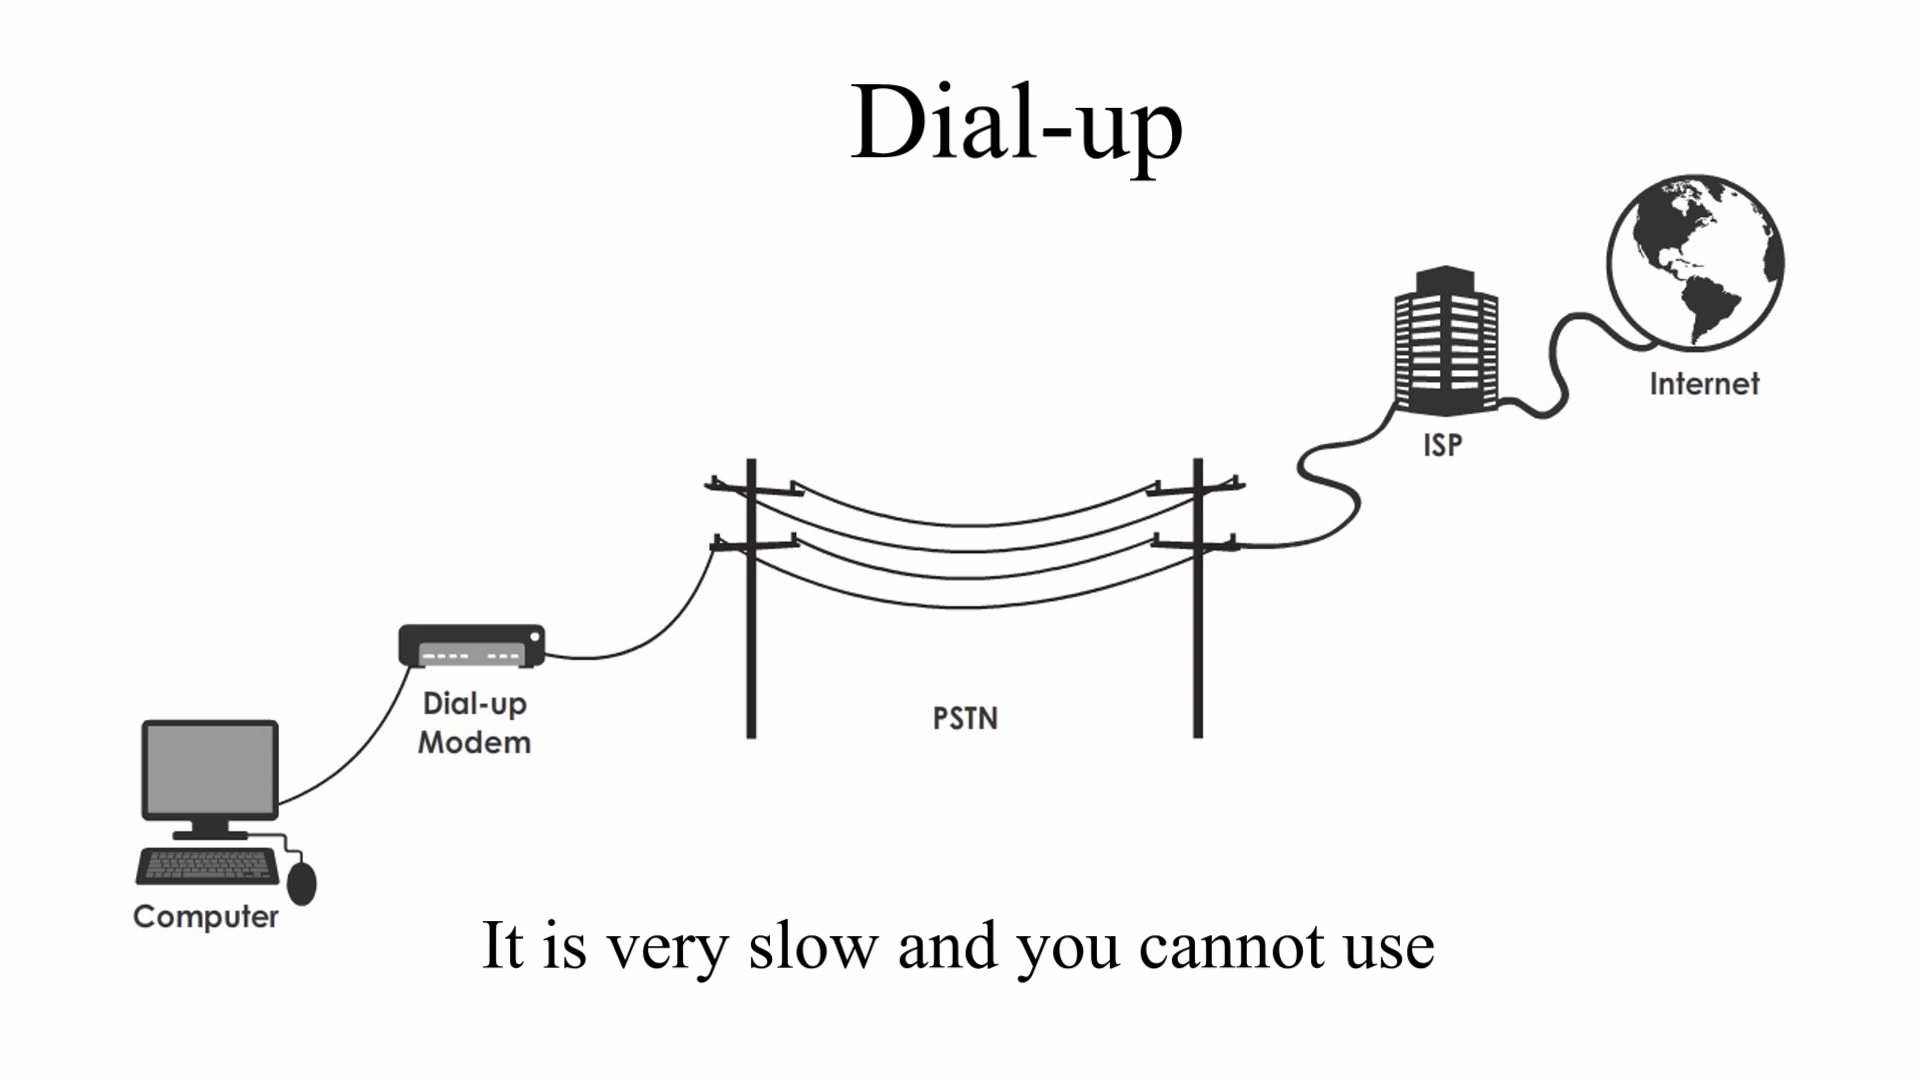 Dial-up
Internet
ISP
Dial-up
Modem
PSTN
Computer
It is very slow and you cannot use